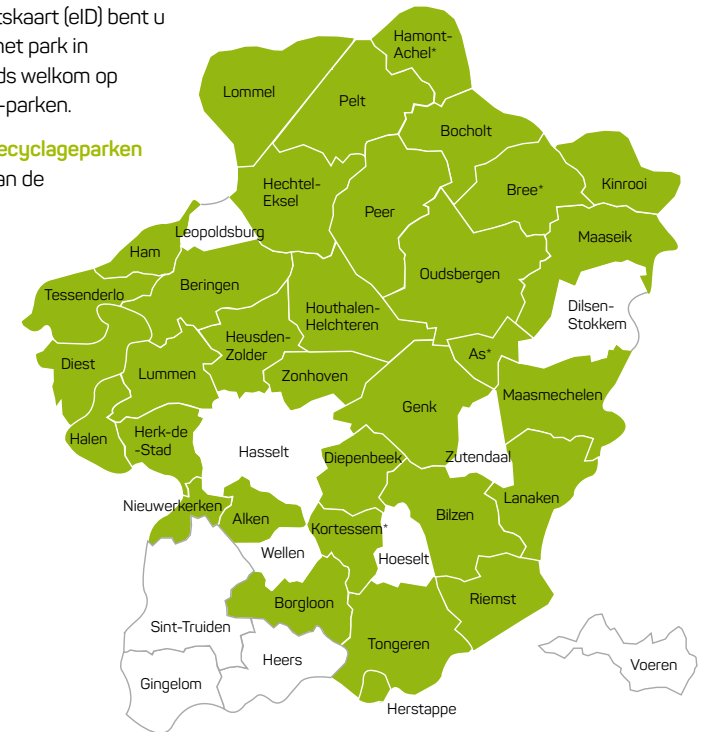 tskaart (eID) bent u
net park in
ds welkom op
-parken.
ecyclageparken
an de
Hamont-
Achel*
Lommel
Pelt
Bocholt
Hechtel-
Eksel
Peer
Bree*
Kinrooi
Leopoldsburg
Ham
Maaseik
Oudsbergen
Beringen
Tessenderlo
Houthalen-
Helchteren
Dilsen-
Stokkem
Heusden-
Zolder
As*
Diest
Lummen
Zonhoven
Maasmechelen
Genk
Halen
Herk-de
-Stad
Hasselt
Diepenbeek
Zutendaal
Lanaken
Nieuwerkerken
Alken
Kortessem*
Bilzen
Wellen
Hoeselt
Borgloon
Riemst
Sint-Truiden
Tongeren
Heers
Voeren
Gingelom
Herstappe